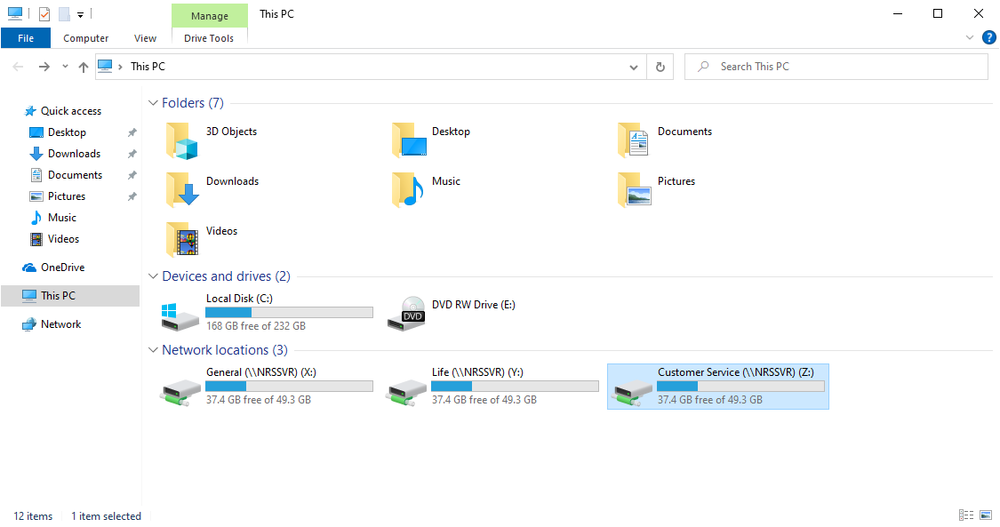 Manage
This PC
File
Computer
View
Drive Tools
?
This PC
Search This PC
Quick access
Desktop
Downloads
Documents
Pictures
Music
Videos
OneDrive
This PC
Network
Folders (7)
3D Objects
Desktop
Documents
Downloads
Music
Pictures
Videos
Devices and drives (2)
Local Disk (C:)
168 GB free of 232 GB
DVD
DVD RW Drive (E:)
Network locations (3)
General (\\NRSSVR) (X:)
37.4 GB free of 49.3 GB
Life (\\NRSSVR) (Y:)
37.4 GB free of 49.3 GB
Customer Service (\\NRSSVR) (Z:)
37.4 GB free of 49.3 GB
12 items
1 item selected